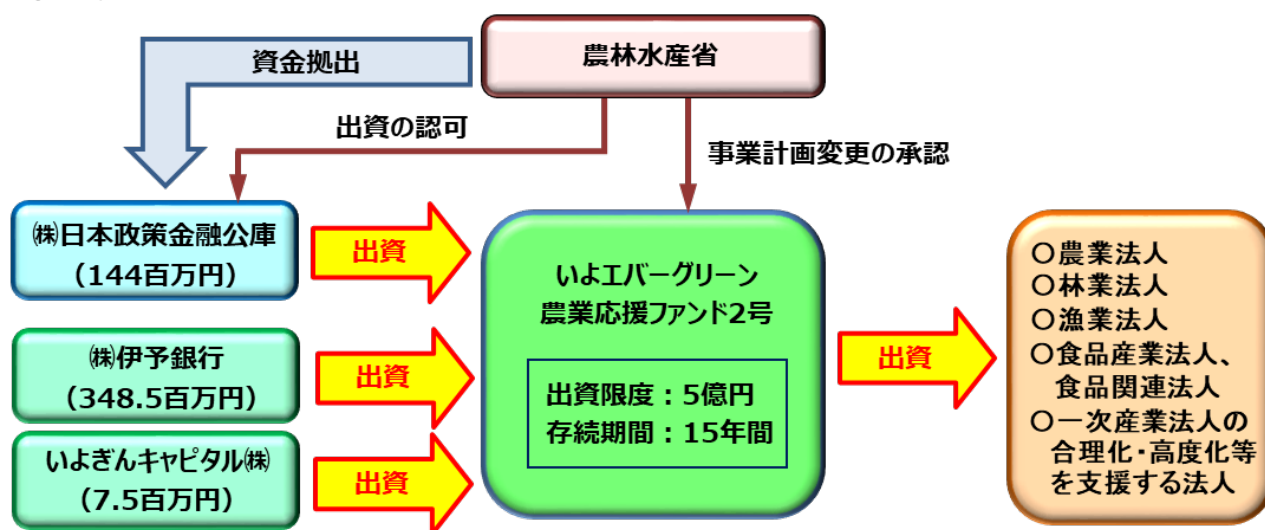 資金拠出
農林水産省
出資の認可
事業計画変更の承認
㈱日本政策金融公庫
（144百万円）
出資
㈱伊予銀行
（348.5百万円）
出資
いよぎんキャピタル㈱
（7.5百万円）
出資
いよエバーグリーン
農業応援ファンド2号
出資限度：5億円
存続期間：15年間
出資
○農業法人
○林業法人
○漁業法人
○食品産業法人、
食品関連法人
○一次産業法人の
合理化・高度化等
を支援する法人